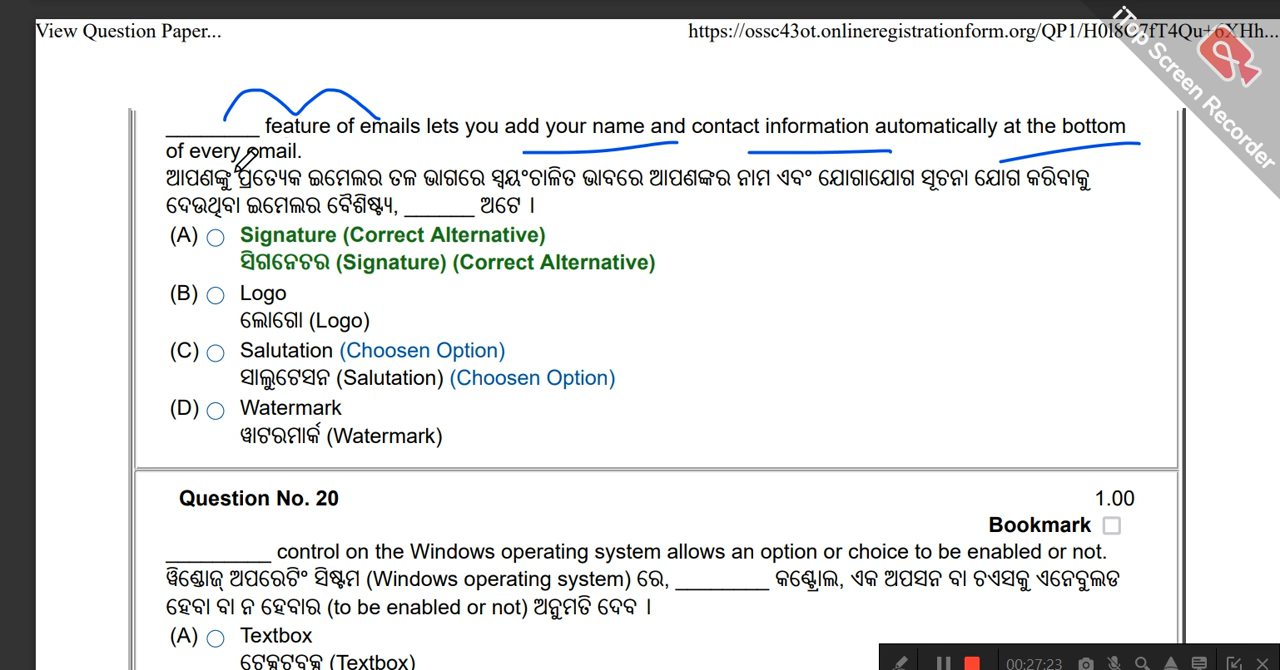 View Question Paper... https://ossc43ot.onlineregistrationform.org/QP1/
iTop Screen Recorder
________ feature of emails lets you add your name and contact information automatically at the bottom
of every email.
ଆପଣଙ୍କୁ ପ୍ରତ୍ୟେକ ଇମେଲର ତଳ ଭାଗରେ ସ୍ୱୟଂଚାଳିତ ଭାବରେ ଆପଣଙ୍କର ନାମ ଏବଂ ଯୋଗାଯୋଗ ସୂଚନା ଯୋଗ କରିବାକୁ
ଦେଉଥିବା ଇମେଲର ବୈଶିଷ୍ଟ୍ୟ, ______ ଅଟେ ।
(A) Signature (Correct Alternative)
ସିଗନେଚର (Signature) (Correct Alternative)
(B) Logo
ଲୋଗୋ (Logo)
(C) Salutation (Choosen Option)
ସାଲୁଟେସନ (Salutation) (Choosen Option)
(D) Watermark
ୱାଟରମାର୍କ (Watermark)
Question No. 20 1.00
Bookmark
_________ control on the Windows operating system allows an option or choice to be enabled or not.
ୱିଣ୍ଡୋଜ୍ ଅପରେଟିଂ ସିଷ୍ଟମ (Windows operating system) ରେ, ________ କଣ୍ଟ୍ରୋଲ, ଏକ ଅପସନ ବା ଚଏସକୁ ଏନେବୁଲଡ
ହେବା ବା ନ ହେବାର (to be enabled or not) ଅନୁମତି ଦେବ ।
(A) Textbox
ଟେକ୍ସଟବକ୍ସ (Textbox)
00:27:23